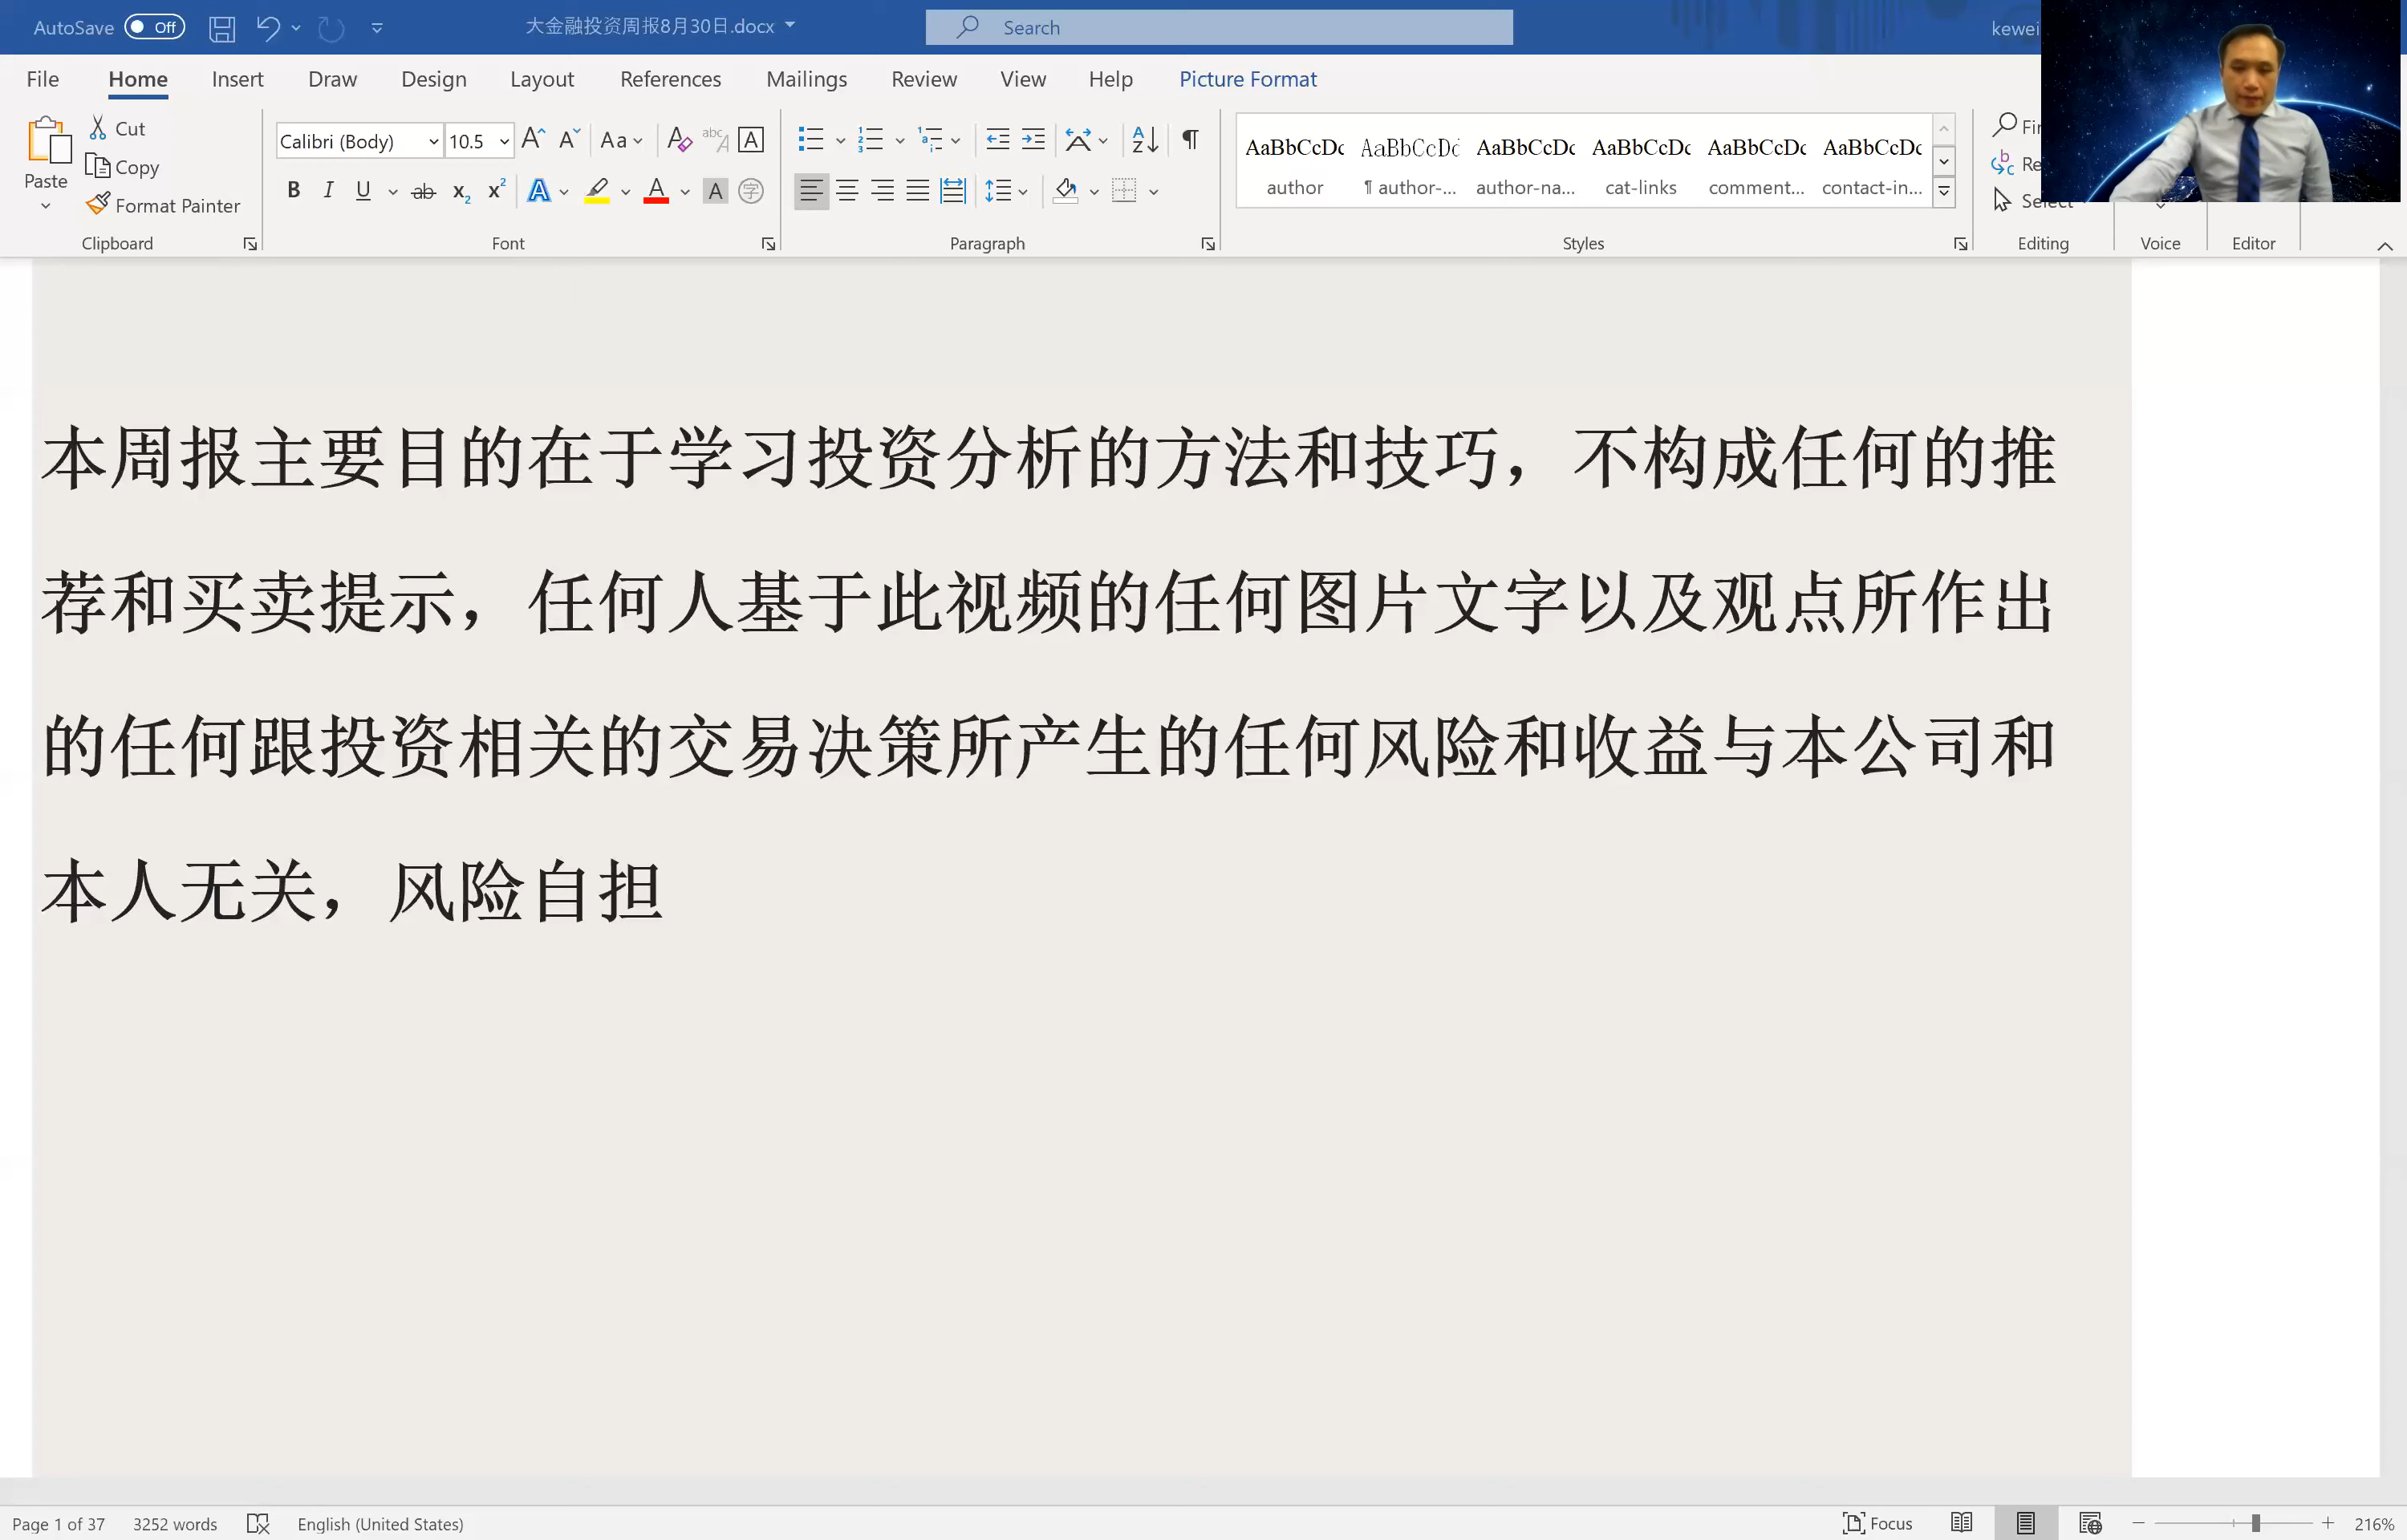 AutoSave Off 大金融投资周报8月30日.docx Search kewei
File Home Insert Draw Design Layout References Mailings Review View Help Picture Format
Paste Cut Copy Format Painter
Calibri (Body) 10.5
AaBbCcDc AaBbCcDc AaBbCcDc AaBbCcDc AaBbCcDc AaBbCcDc
author ¶ author-... author-na... cat-links comment... contact-in...
Select
Clipboard Font Paragraph Styles Editing Voice Editor
本周报主要目的在于学习投资分析的方法和技巧，不构成任何的推
荐和买卖提示，任何人基于此视频的任何图片文字以及观点所作出
的任何跟投资相关的交易决策所产生的任何风险和收益与本公司和
本人无关，风险自担
Page 1 of 37 3252 words English (United States) Focus 216%